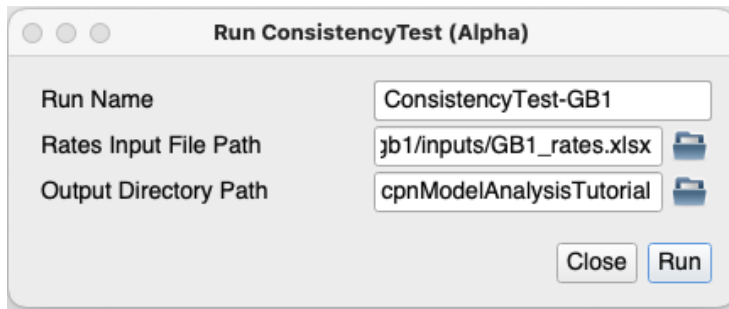 Run ConsistencyTest (Alpha)
Run Name ConsistencyTest-GB1
Rates Input File Path gb1/inputs/GB1_rates.xlsx
Output Directory Path cpnModelAnalysisTutorial
Close Run